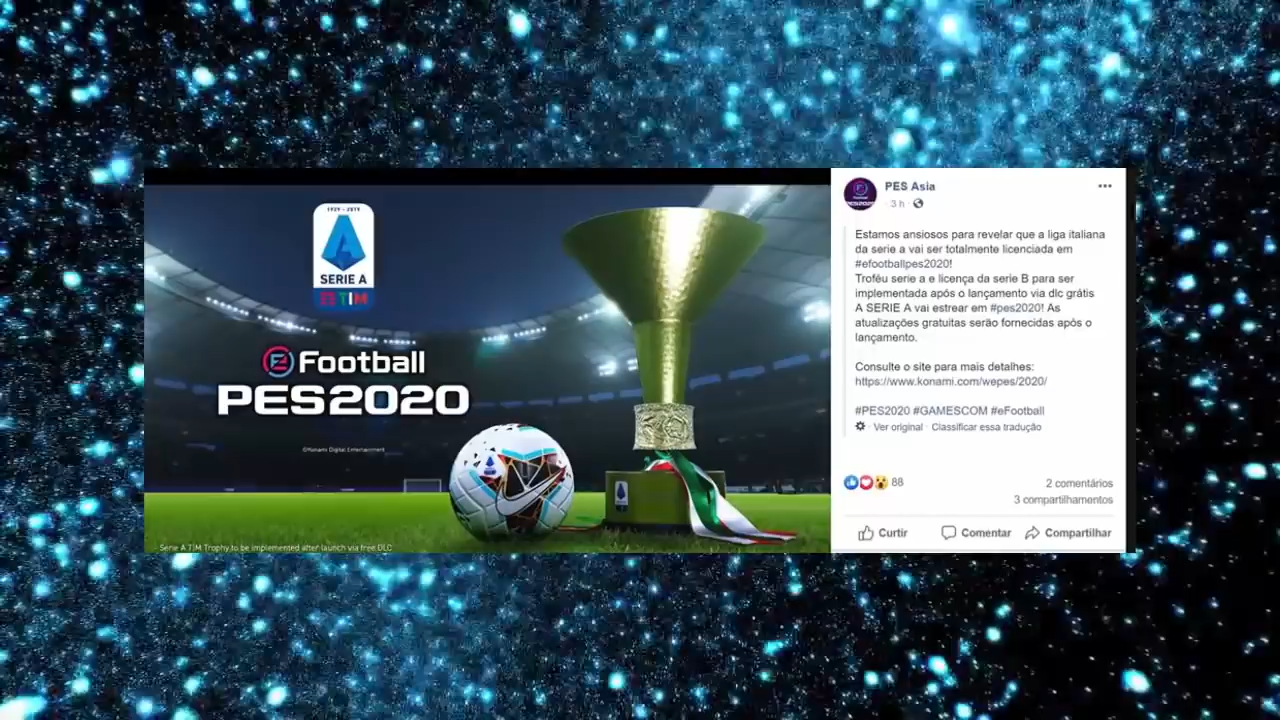 1929 - 2019
SERIE A
TIM
eFootball
PES2020
©Konami Digital Entertainment
Serie A TIM Trophy to be implemented after launch via free DLC
PES Asia
3 h ·
Estamos ansiosos para revelar que a liga italiana
da serie a vai ser totalmente licenciada em
#efootballpes2020!
Troféu serie a e licença da serie B para ser
implementada após o lançamento via dlc grátis
A SERIE A vai estrear em #pes2020! As
atualizações gratuitas serão fornecidas após o
lançamento.
Consulte o site para mais detalhes:
https://www.konami.com/wepes/2020/
#PES2020 #GAMESCOM #eFootball
· Ver original · Classificar essa tradução
88
2 comentários
3 compartilhamentos
Curtir
Comentar
Compartilhar